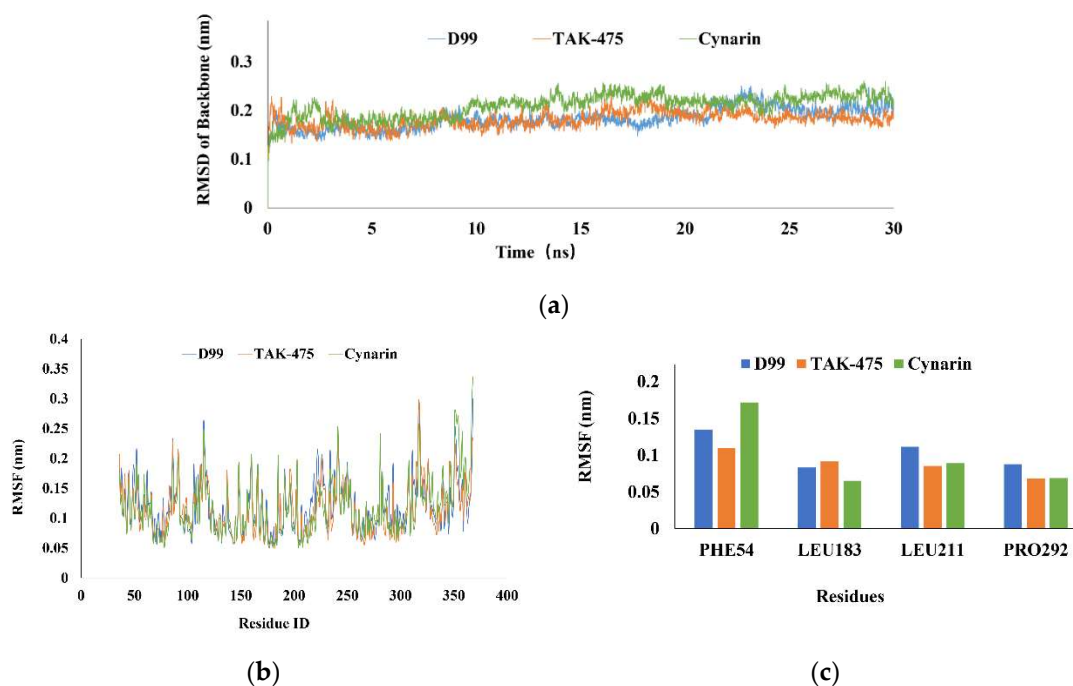 D99 TAK-475 Cynarin
RMSD of Backbone (nm)
0.3
0.2
0.1
0
0 5 10 15 20 25 30
Time (ns)
(a)
D99 TAK-475 Cynarin
RMSF (nm)
0.4
0.35
0.3
0.25
0.2
0.15
0.1
0.05
0
0 50 100 150 200 250 300 350 400
Residue ID
(b)
D99 TAK-475 Cynarin
RMSF (nm)
0.2
0.15
0.1
0.05
0
PHE54 LEU183 LEU211 PRO292
Residues
(c)